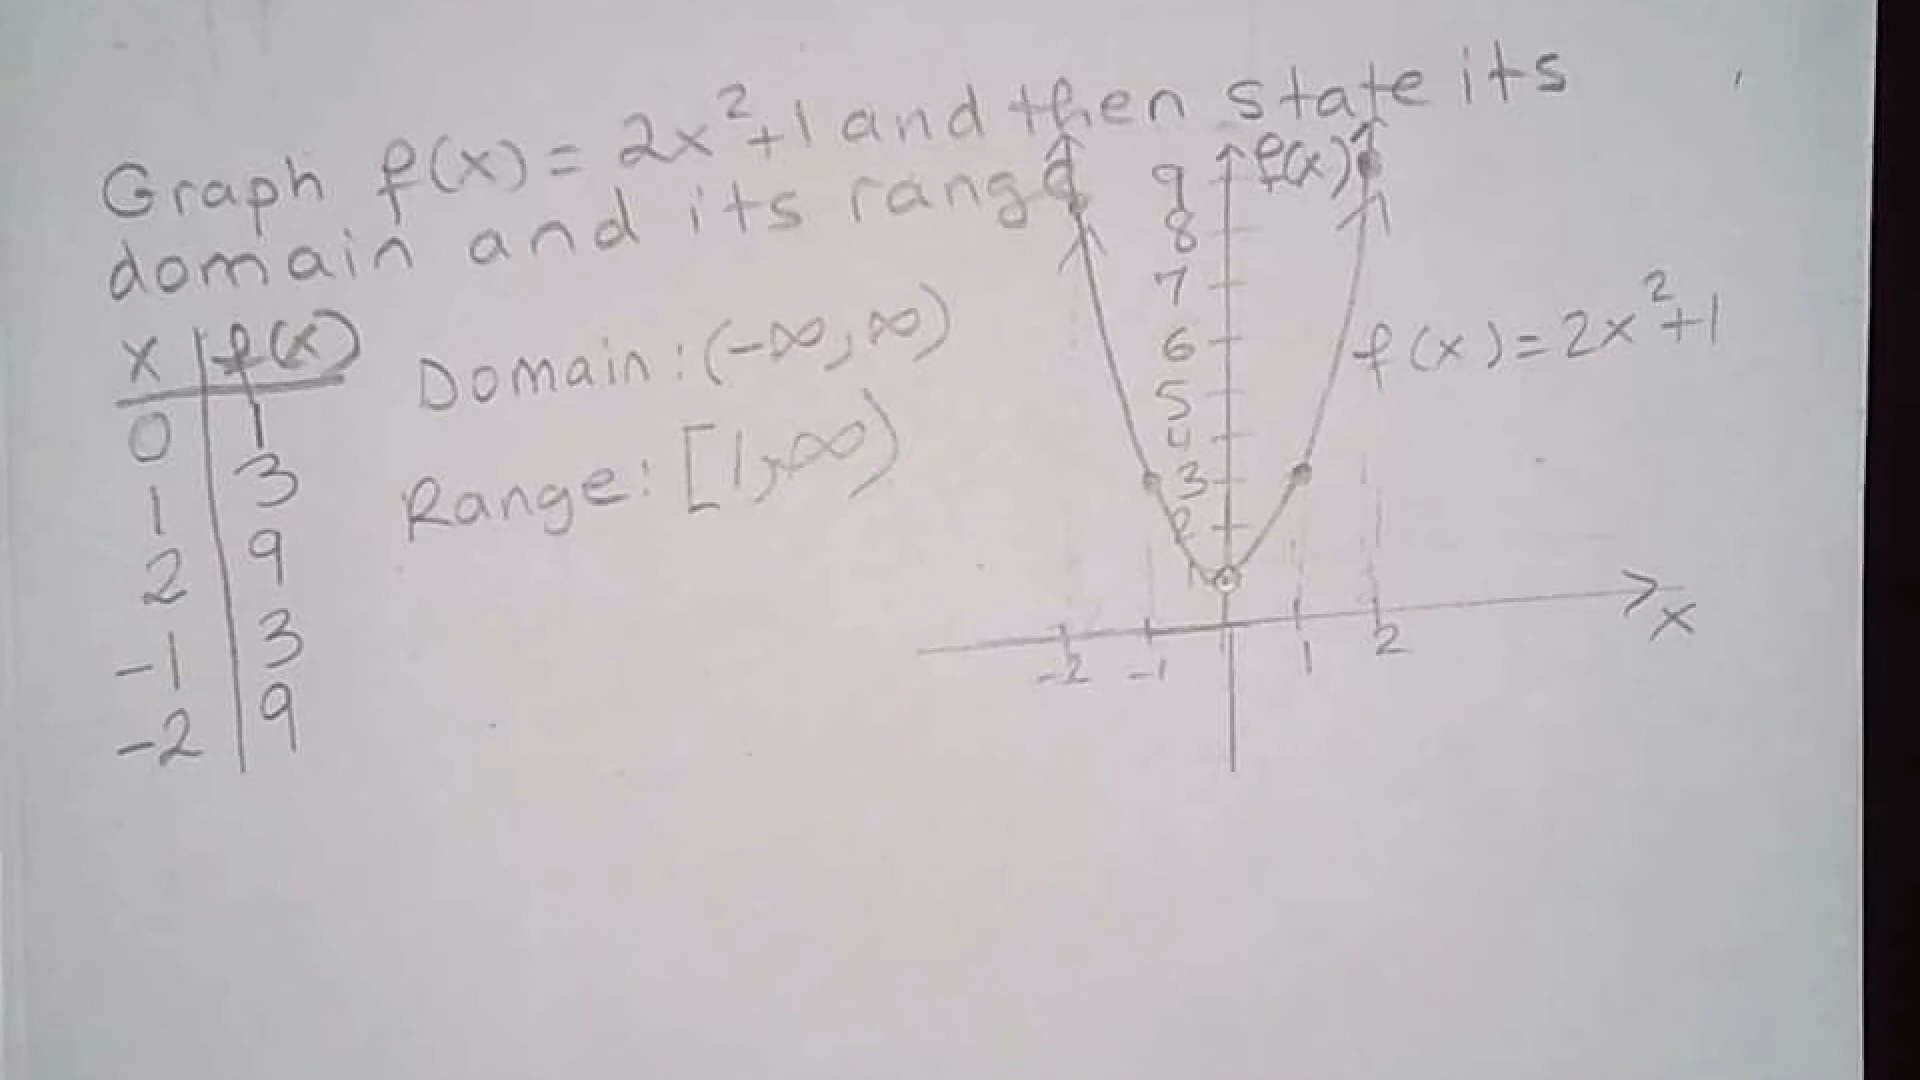 Graph f(x) = 2x²+1 and then state its
domain and its range
x f(x)
0 1
1 3
2 9
-1 3
-2 9
Domain: (-∞, ∞)
Range: [1, ∞)
f(x)
9
8
7
6
5
4
3
2
1
f(x) = 2x²+1
-2 -1 1 2
x